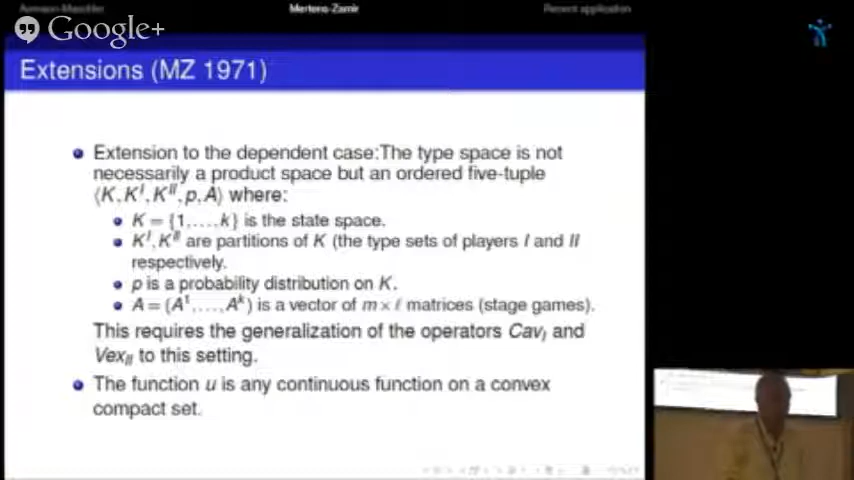 Aumann-Maschler Mertens-Zamir Recent application
Google+
Extensions (MZ 1971)
Extension to the dependent case:The type space is not
necessarily a product space but an ordered five-tuple
⟨K, K^I, K^II, p, A⟩ where:
K = {1,...,k} is the state space.
K^I, K^II are partitions of K (the type sets of players I and II
respectively.
p is a probability distribution on K.
A = (A^1,...,A^k) is a vector of m × ℓ matrices (stage games).
This requires the generalization of the operators Cav_I and
Vex_II to this setting.
The function u is any continuous function on a convex
compact set.